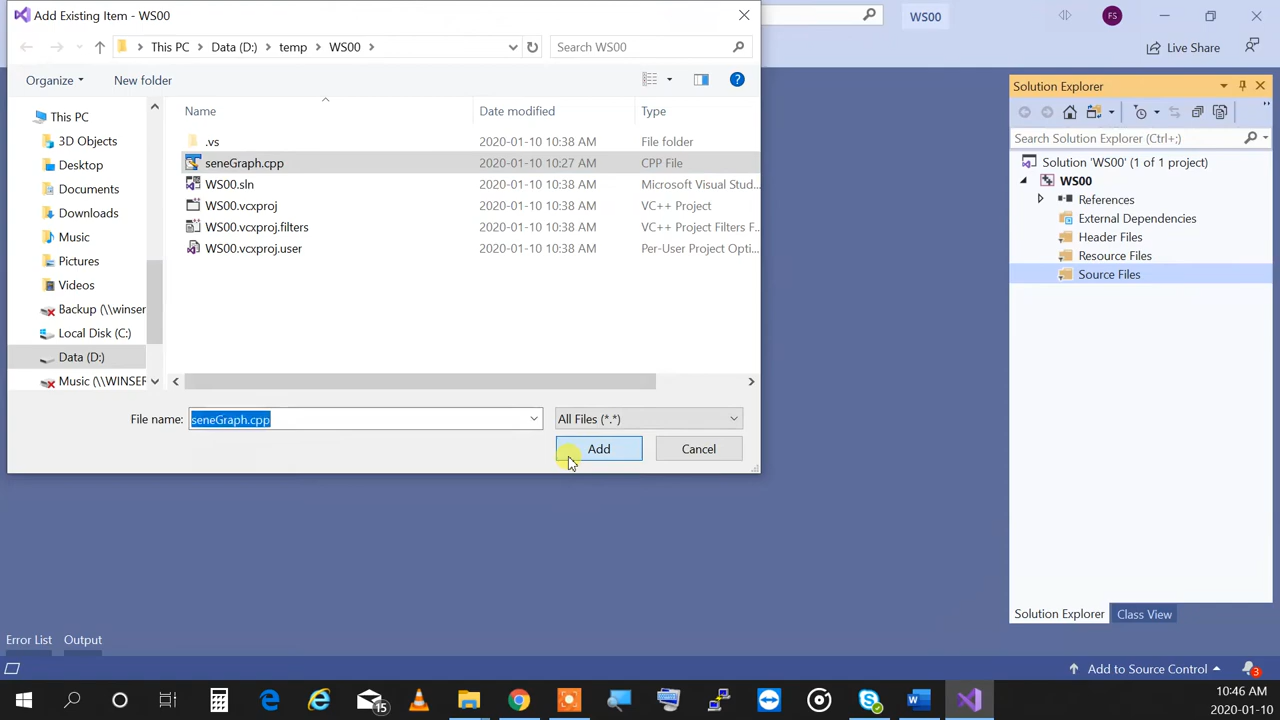 Add Existing Item - WS00
WS00
FS
This PC
Data (D:)
temp
WS00
Search WS00
Live Share
Organize
New folder
?
Name
Date modified
Type
This PC
3D Objects
Desktop
Documents
Downloads
Music
Pictures
Videos
Backup (\\winser
Local Disk (C:)
Data (D:)
Music (\\WINSER
.vs 2020-01-10 10:38 AM File folder
seneGraph.cpp 2020-01-10 10:27 AM CPP File
WS00.sln 2020-01-10 10:38 AM Microsoft Visual Stud...
WS00.vcxproj 2020-01-10 10:38 AM VC++ Project
WS00.vcxproj.filters 2020-01-10 10:38 AM VC++ Project Filters F...
WS00.vcxproj.user 2020-01-10 10:38 AM Per-User Project Opti...
File name: seneGraph.cpp
All Files (*.*)
Add
Cancel
Solution Explorer
Search Solution Explorer (Ctrl+;)
Solution 'WS00' (1 of 1 project)
WS00
References
External Dependencies
Header Files
Resource Files
Source Files
Solution Explorer
Class View
Error List
Output
Add to Source Control
3
15
10:46 AM
2020-01-10